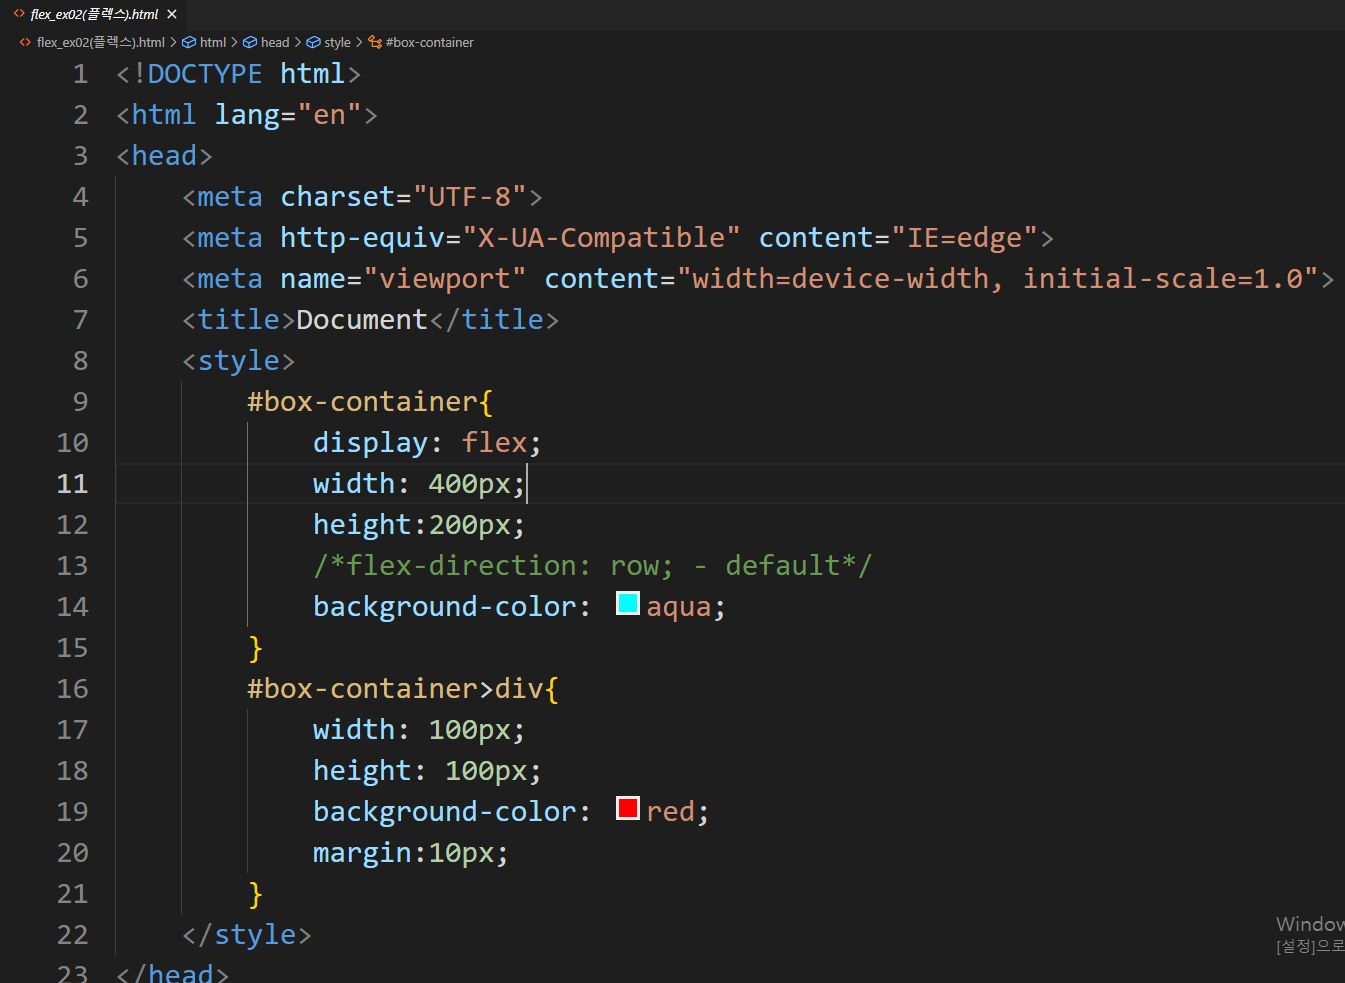 flex_ex02(플렉스).html
flex_ex02(플렉스).html > html > head > style > #box-container
1 <!DOCTYPE html>
2 <html lang="en">
3 <head>
4 <meta charset="UTF-8">
5 <meta http-equiv="X-UA-Compatible" content="IE=edge">
6 <meta name="viewport" content="width=device-width, initial-scale=1.0">
7 <title>Document</title>
8 <style>
9 #box-container{
10 display: flex;
11 width: 400px;
12 height:200px;
13 /*flex-direction: row; - default*/
14 background-color: aqua;
15 }
16 #box-container>div{
17 width: 100px;
18 height: 100px;
19 background-color: red;
20 margin:10px;
21 }
22 </style>
23 </head>
Window
[설정]으로